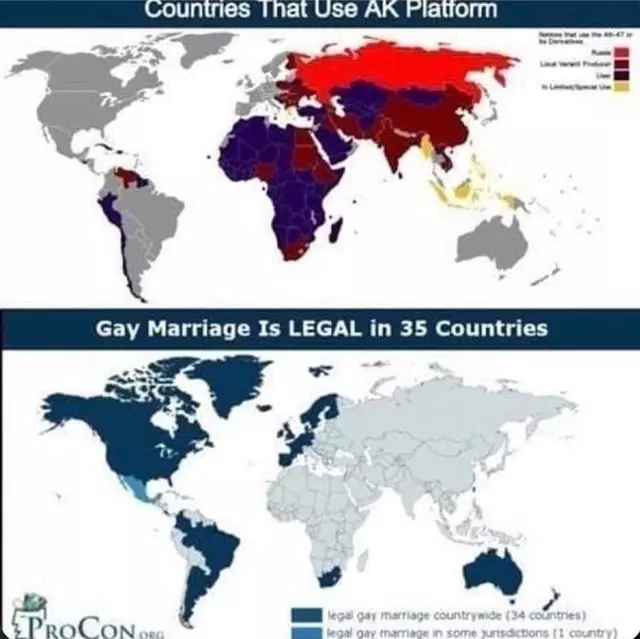 Countries That Use AK Platform
Nations that use the AK-47 or
its Derivatives
Russia
Local Variant Producer
User
In Limited/Special Use
Gay Marriage Is LEGAL in 35 Countries
legal gay marriage countrywide (34 countries)
legal gay marriage in some jurisdictions (1 country)
PROCON.ORG